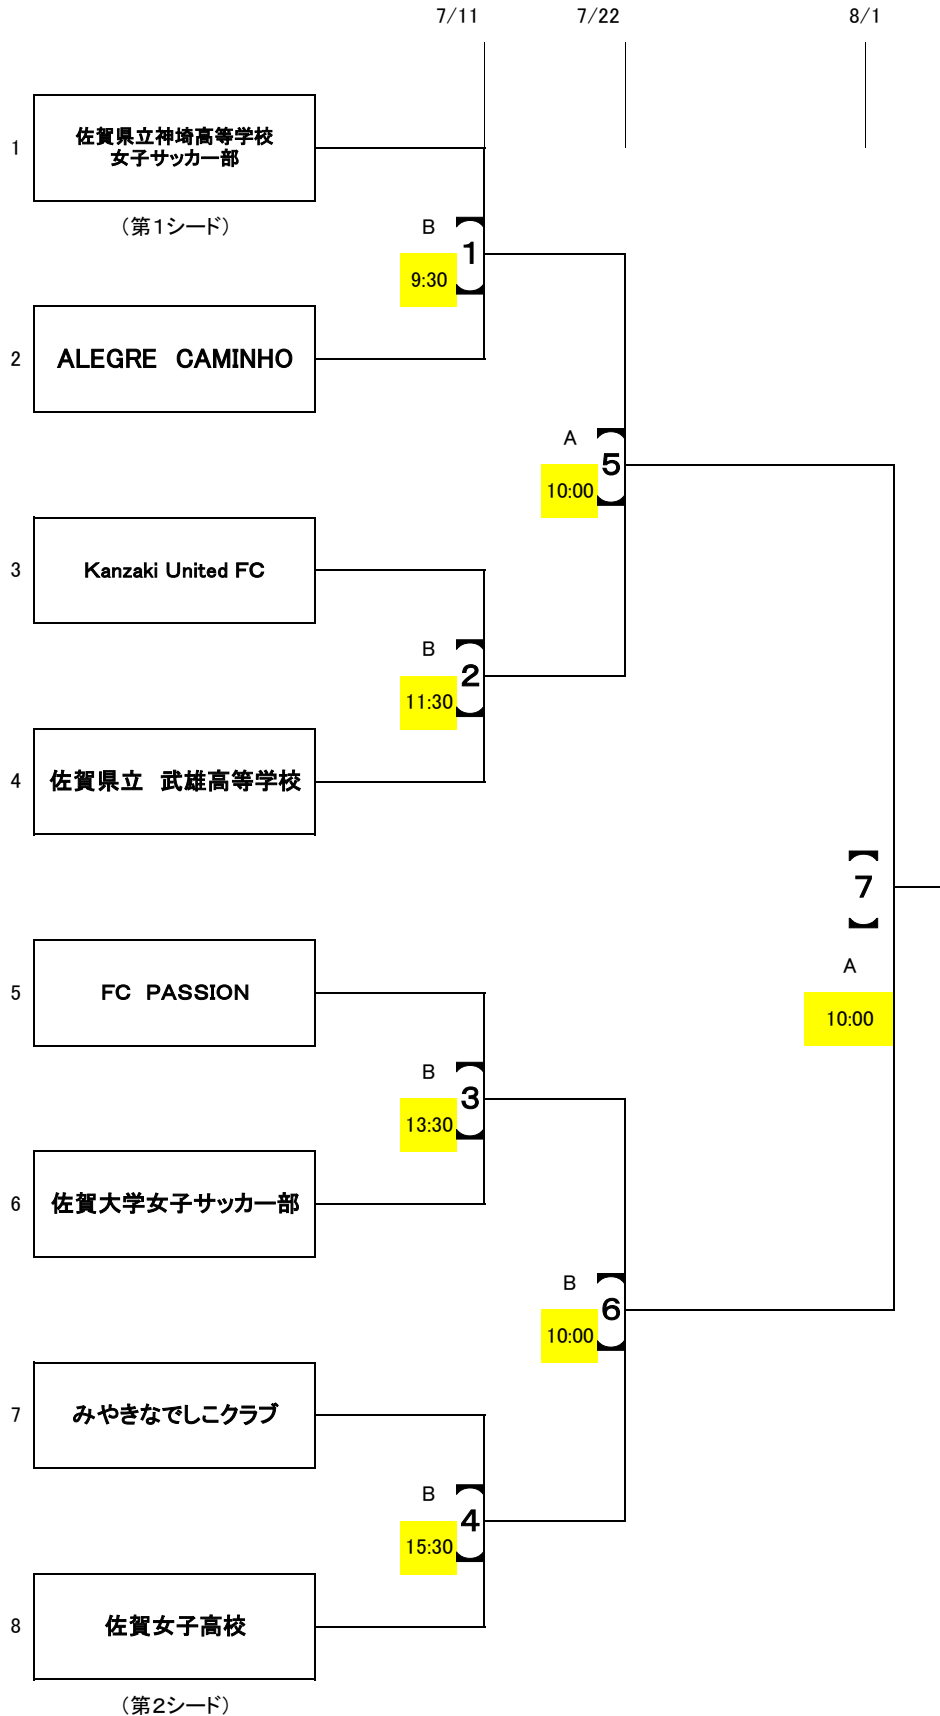 7/11
7/22
8/1
1
佐賀県立神埼高等学校
女子サッカー部
（第１シード）
B
1
9:30
2
ALEGRE　CAMINHO
A
5
10:00
3
Kanzaki United FC
B
2
11:30
4
佐賀県立　武雄高等学校
7
A
10:00
5
FC　PASSION
B
3
13:30
6
佐賀大学女子サッカー部
B
6
10:00
7
みやきなでしこクラブ
B
4
15:30
8
佐賀女子高校
（第２シード）